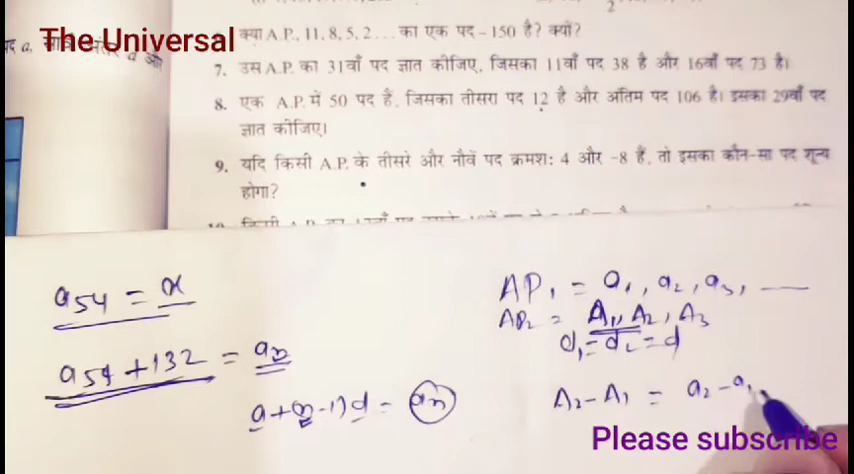 The Universal
क्या A.P., 11, 8, 5, 2 . . . का एक पद – 150 है? क्यों?
7. उस A.P. का 31वाँ पद ज्ञात कीजिए, जिसका 11वाँ पद 38 है और 16वाँ पद 73 है।
8. एक A.P. में 50 पद हैं, जिसका तीसरा पद 12 है और अंतिम पद 106 है। इसका 29वाँ पद
ज्ञात कीजिए।
9. यदि किसी A.P. के तीसरे और नौवें पद क्रमशः 4 और –8 हैं, तो इसका कौन-सा पद शून्य
होगा?
a54 = x
a54 + 132 = an
a + (n-1)d = an
AP1 = a1, a2, a3, ——
AP2 = A1, A2, A3
d1 = d2 = d
A2 - A1 = a2 - a1
Please subscribe